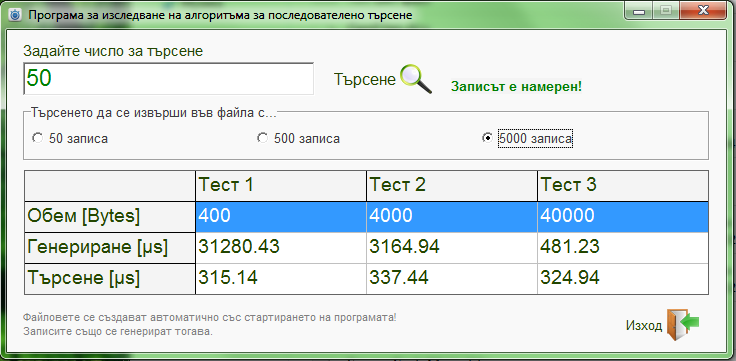 Програма за изследване на алгоритъма за последователено търсене
Задайте число за търсене
50
Търсене
Записът е намерен!
Търсенето да се извърши във файла с...
50 записа
500 записа
5000 записа
Тест 1 Тест 2 Тест 3
Обем [Bytes] 400 4000 40000
Генериране [µs] 31280.43 3164.94 481.23
Търсене [µs] 315.14 337.44 324.94
Файловете се създават автоматично със стартирането на програмата!
Записите също се генерират тогава.
Изход